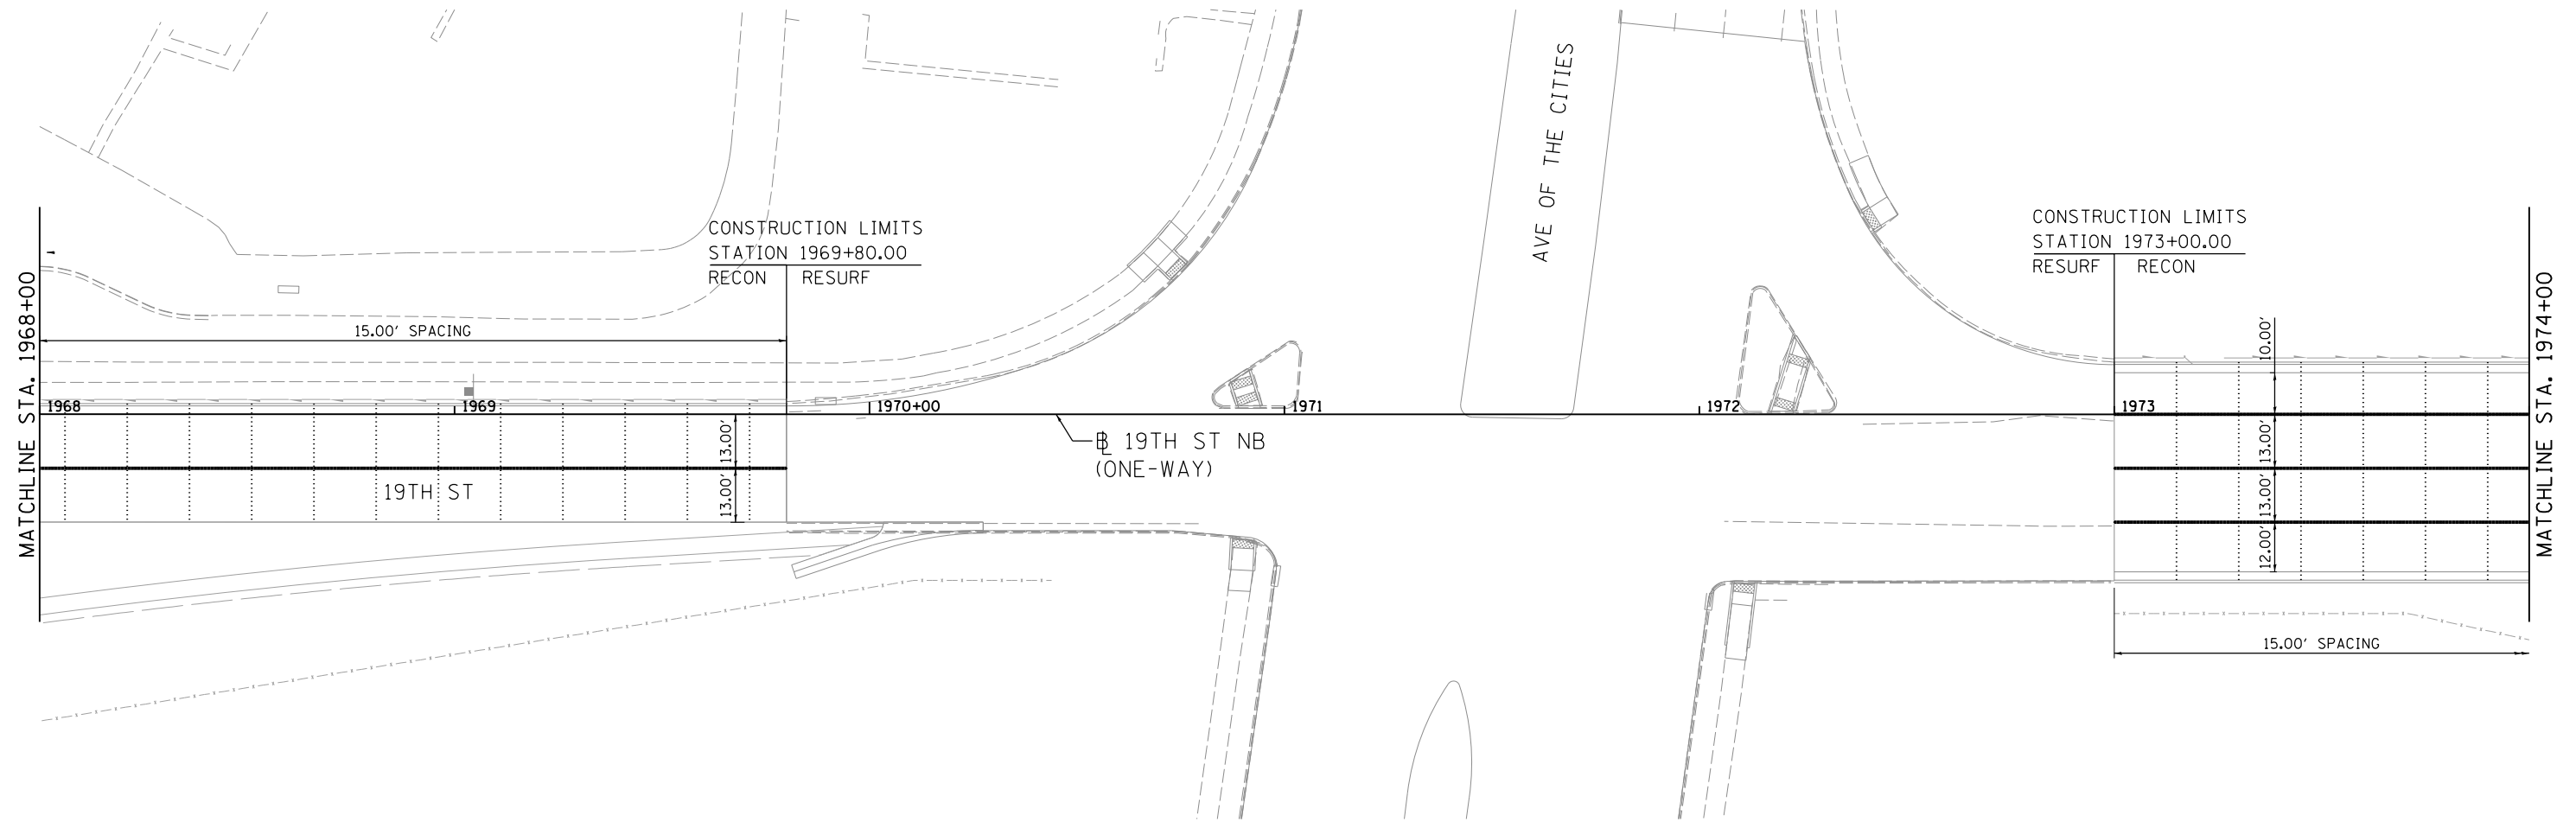 AVE OF THE CITIES
CONSTRUCTION LIMITS
STATION 1969+80.00
RECON RESURF
CONSTRUCTION LIMITS
STATION 1973+00.00
RESURF RECON
MATCHLINE STA. 1968+00
15.00' SPACING
1968
1969
1970+00
1971
1972
1973
10.00'
13.00'
13.00'
13.00'
13.00'
12.00'
19TH ST
BL 19TH ST NB
(ONE-WAY)
15.00' SPACING
MATCHLINE STA. 1974+00